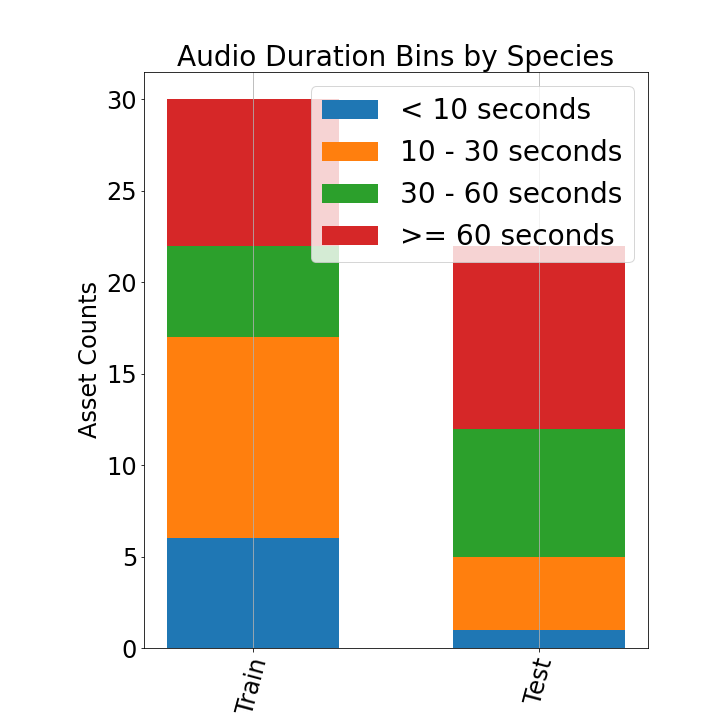 Audio Duration Bins by Species
< 10 seconds
10 - 30 seconds
30 - 60 seconds
>= 60 seconds
Asset Counts
30
25
20
15
10
5
0
Train
Test